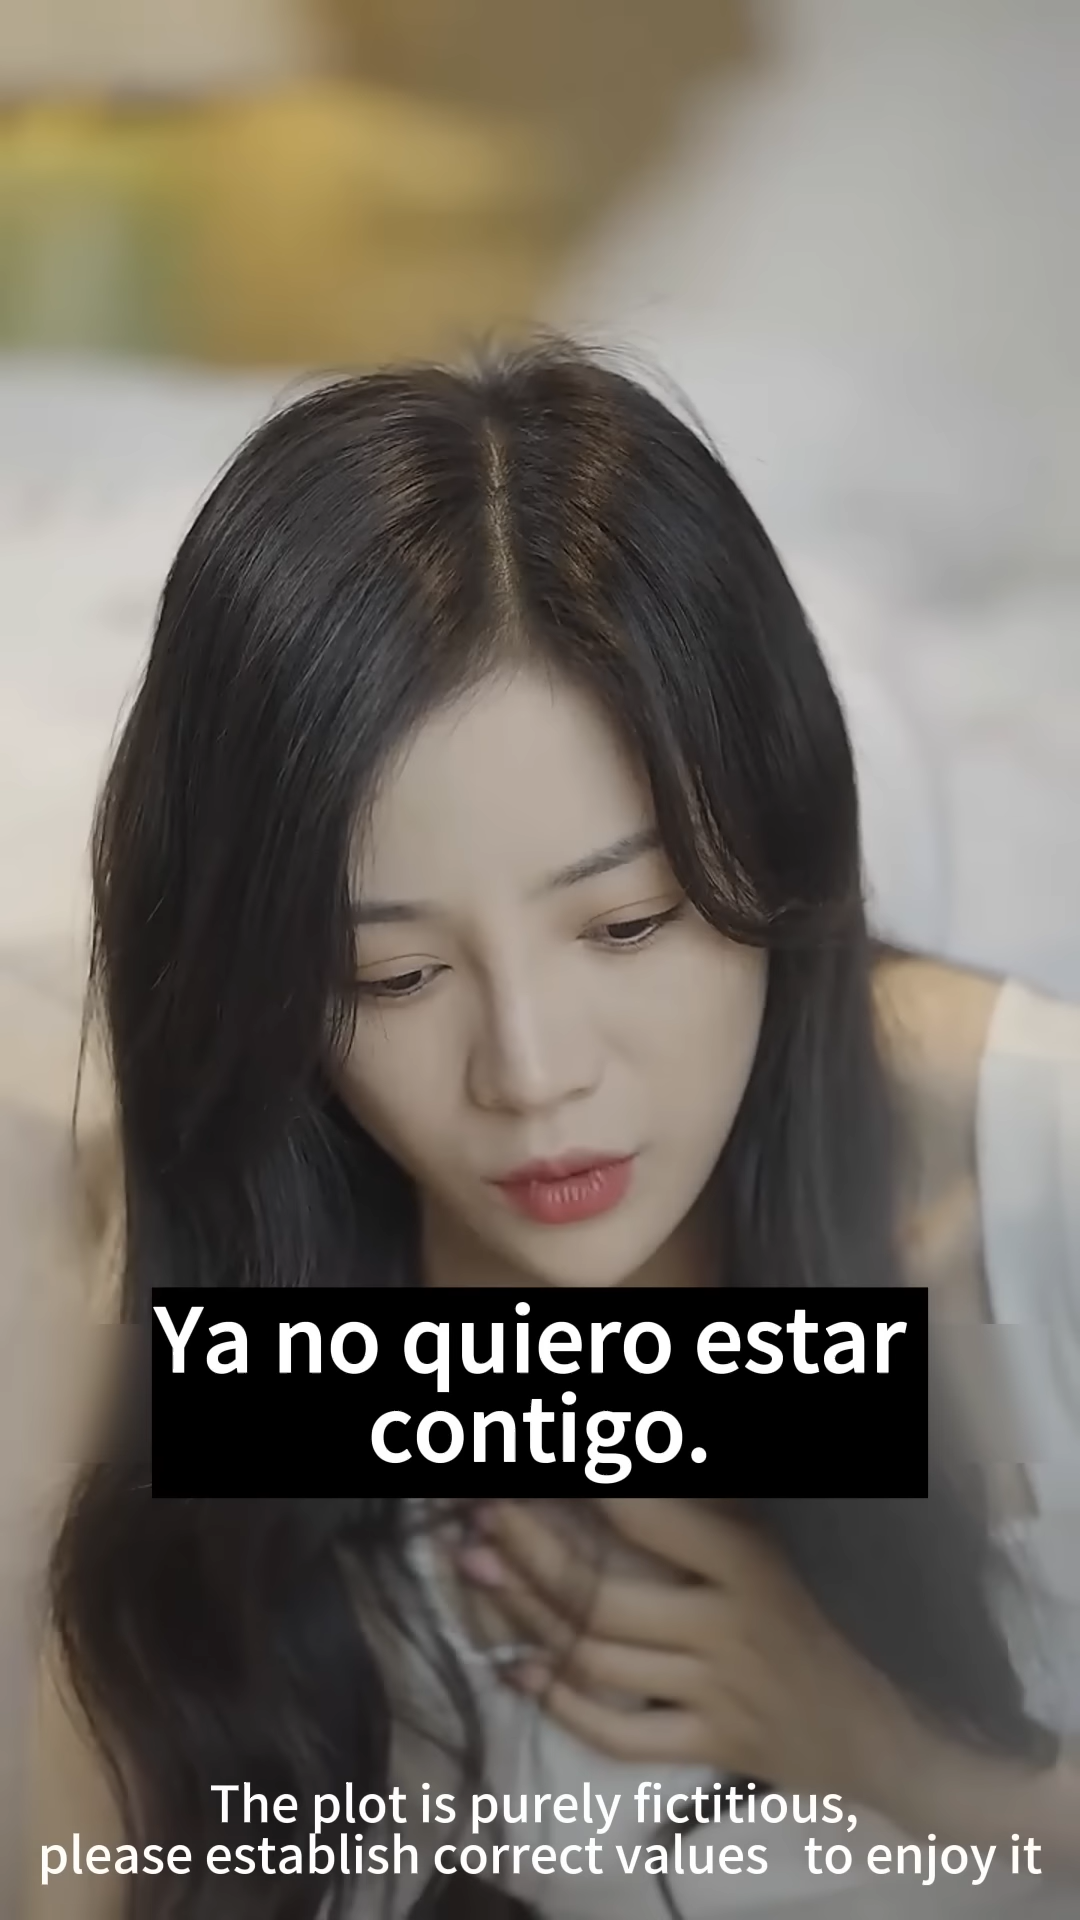 Ya no quiero estar
contigo.
The plot is purely fictitious,
please establish correct values to enjoy it